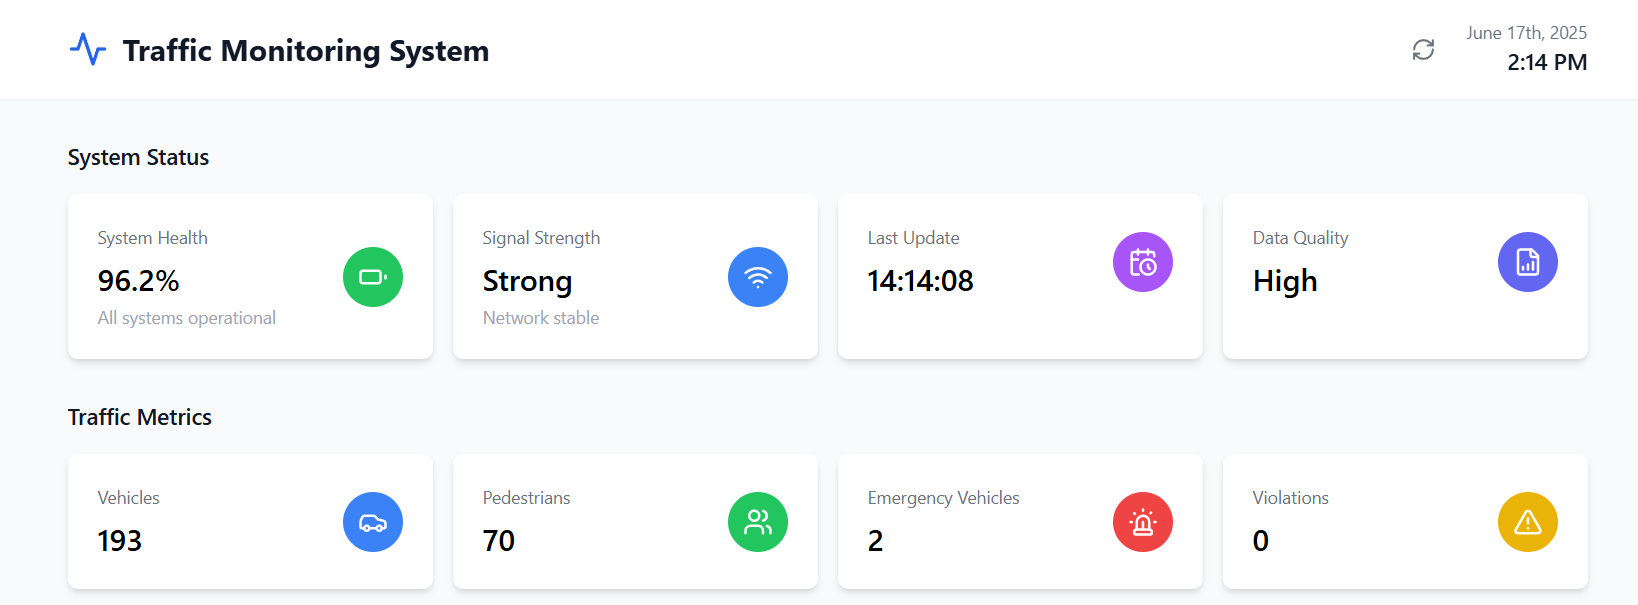 Traffic Monitoring System
June 17th, 2025
2:14 PM
System Status
System Health
96.2%
All systems operational
Signal Strength
Strong
Network stable
Last Update
14:14:08
Data Quality
High
Traffic Metrics
Vehicles
193
Pedestrians
70
Emergency Vehicles
2
Violations
0